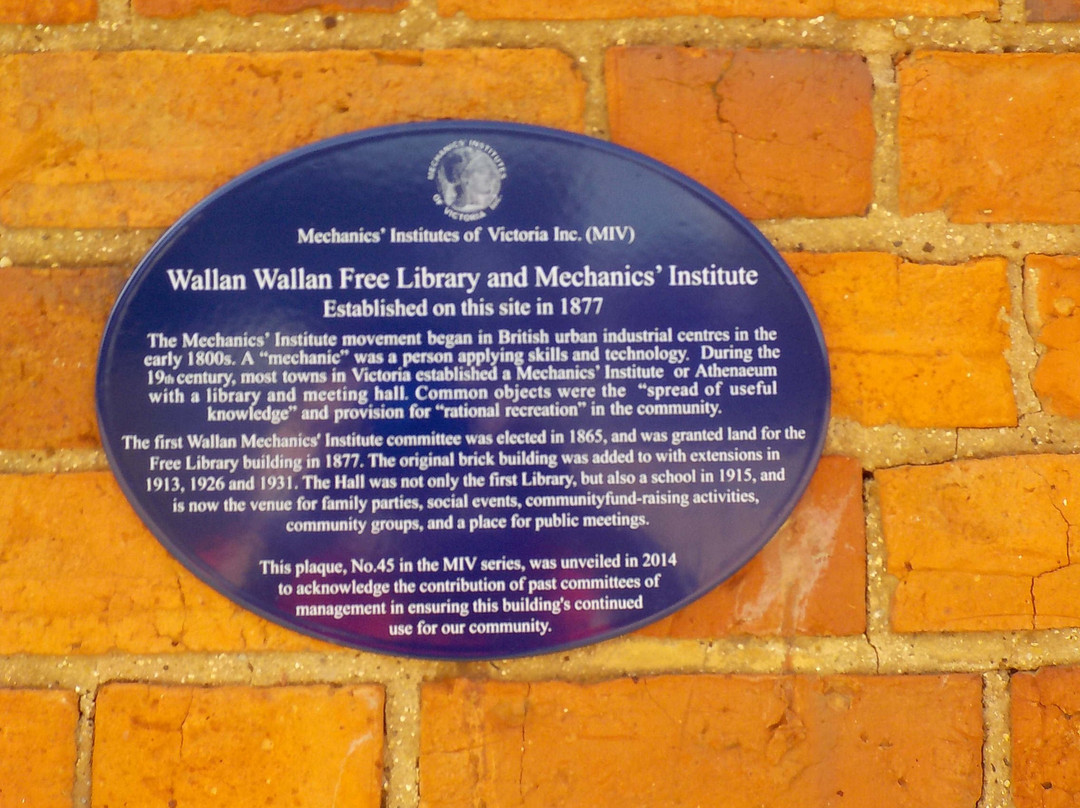 MECHANICS' INSTITUTES
OF VICTORIA INC
Mechanics' Institutes of Victoria Inc. (MIV)
Wallan Wallan Free Library and Mechanics' Institute
Established on this site in 1877
The Mechanics' Institute movement began in British urban industrial centres in the
early 1800s. A "mechanic" was a person applying skills and technology. During the
19th century, most towns in Victoria established a Mechanics' Institute or Athenaeum
with a library and meeting hall. Common objects were the "spread of useful
knowledge" and provision for "rational recreation" in the community.
The first Wallan Mechanics' Institute committee was elected in 1865, and was granted land for the
Free Library building in 1877. The original brick building was added to with extensions in
1913, 1926 and 1931. The Hall was not only the first Library, but also a school in 1915, and
is now the venue for family parties, social events, communityfund-raising activities,
community groups, and a place for public meetings.
This plaque, No.45 in the MIV series, was unveiled in 2014
to acknowledge the contribution of past committees of
management in ensuring this building's continued
use for our community.